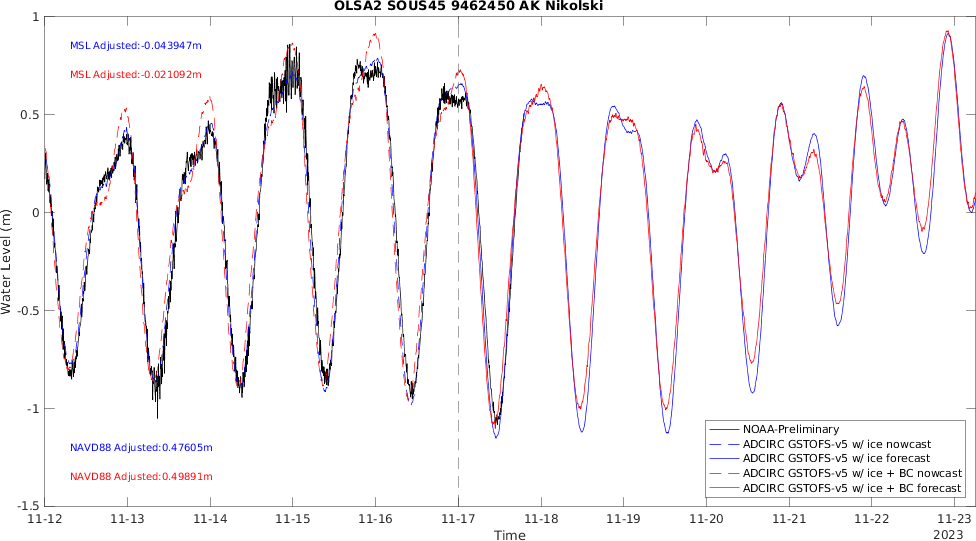 OLSA2 SOUS45 9462450 AK Nikolski
1
0.5
0
-0.5
-1
-1.5
Water Level (m)
MSL Adjusted:-0.043947m
MSL Adjusted:-0.021092m
NAVD88 Adjusted:0.47605m
NAVD88 Adjusted:0.49891m
NOAA-Preliminary
ADCIRC GSTOFS-v5 w/ ice nowcast
ADCIRC GSTOFS-v5 w/ ice forecast
ADCIRC GSTOFS-v5 w/ ice + BC nowcast
ADCIRC GSTOFS-v5 w/ ice + BC forecast
11-12 11-13 11-14 11-15 11-16 11-17 11-18 11-19 11-20 11-21 11-22 11-23
2023
Time